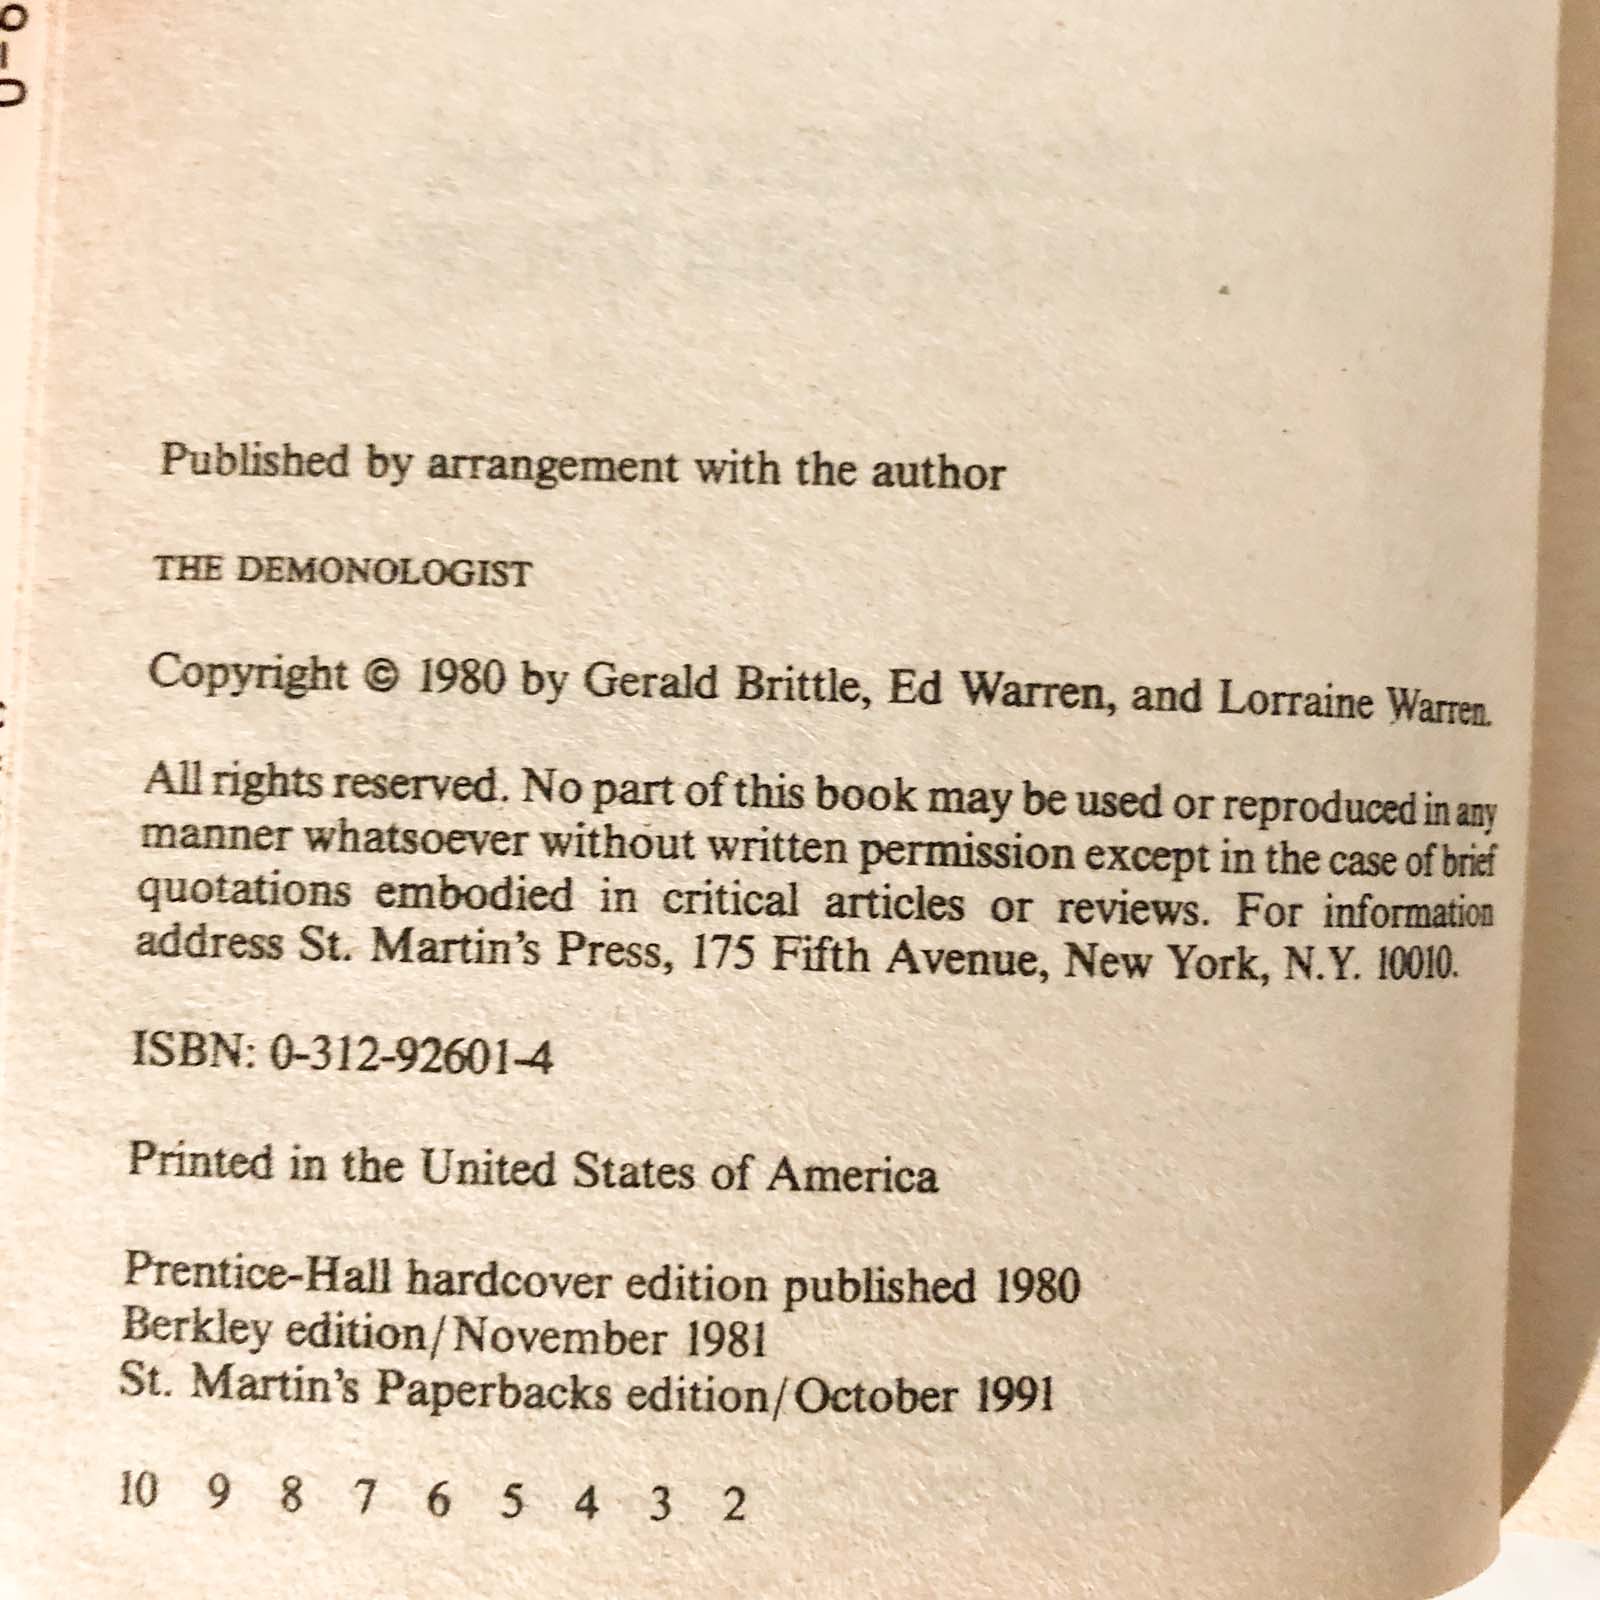 Published by arrangement with the author
THE DEMONOLOGIST
Copyright © 1980 by Gerald Brittle, Ed Warren, and Lorraine Warren.
All rights reserved. No part of this book may be used or reproduced in any
manner whatsoever without written permission except in the case of brief
quotations embodied in critical articles or reviews. For information
address St. Martin's Press, 175 Fifth Avenue, New York, N.Y. 10010.
ISBN: 0-312-92601-4
Printed in the United States of America
Prentice-Hall hardcover edition published 1980
Berkley edition/November 1981
St. Martin's Paperbacks edition/October 1991
10 9 8 7 6 5 4 3 2